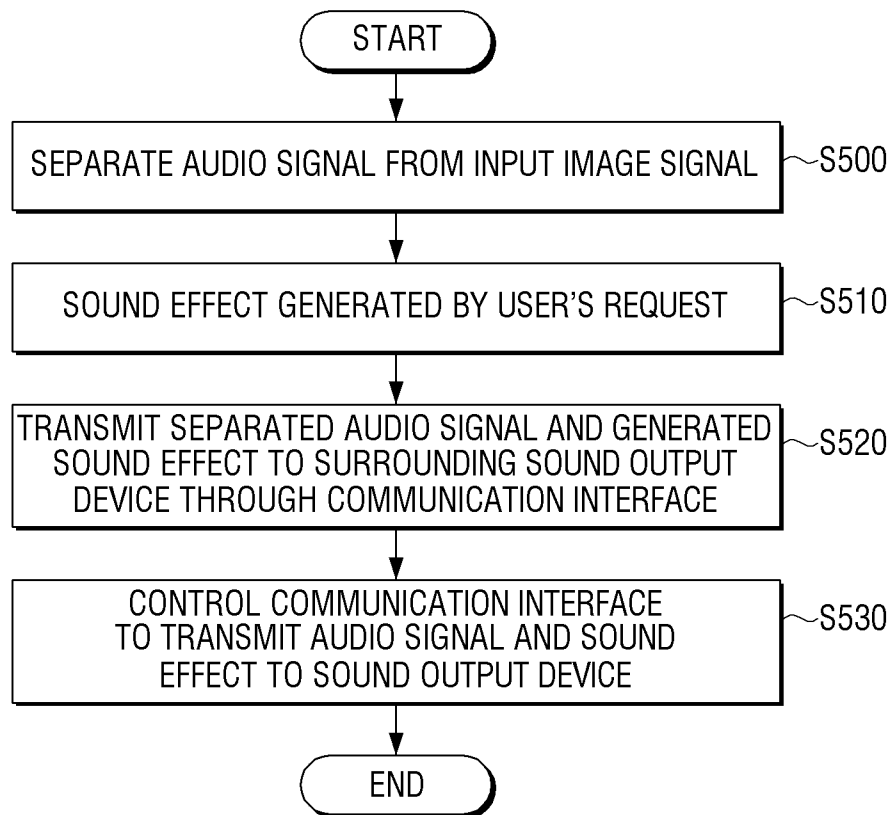 START
SEPARATE AUDIO SIGNAL FROM INPUT IMAGE SIGNAL
S500
SOUND EFFECT GENERATED BY USER'S REQUEST
S510
TRANSMIT SEPARATED AUDIO SIGNAL AND GENERATED
SOUND EFFECT TO SURROUNDING SOUND OUTPUT
DEVICE THROUGH COMMUNICATION INTERFACE
S520
CONTROL COMMUNICATION INTERFACE
TO TRANSMIT AUDIO SIGNAL AND SOUND
EFFECT TO SOUND OUTPUT DEVICE
S530
END